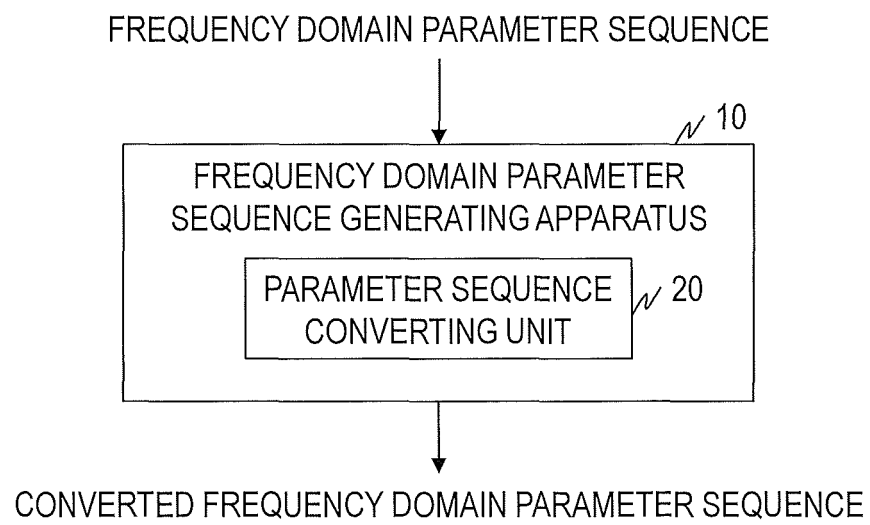 FREQUENCY DOMAIN PARAMETER SEQUENCE
10
FREQUENCY DOMAIN PARAMETER
SEQUENCE GENERATING APPARATUS
PARAMETER SEQUENCE
CONVERTING UNIT
20
CONVERTED FREQUENCY DOMAIN PARAMETER SEQUENCE